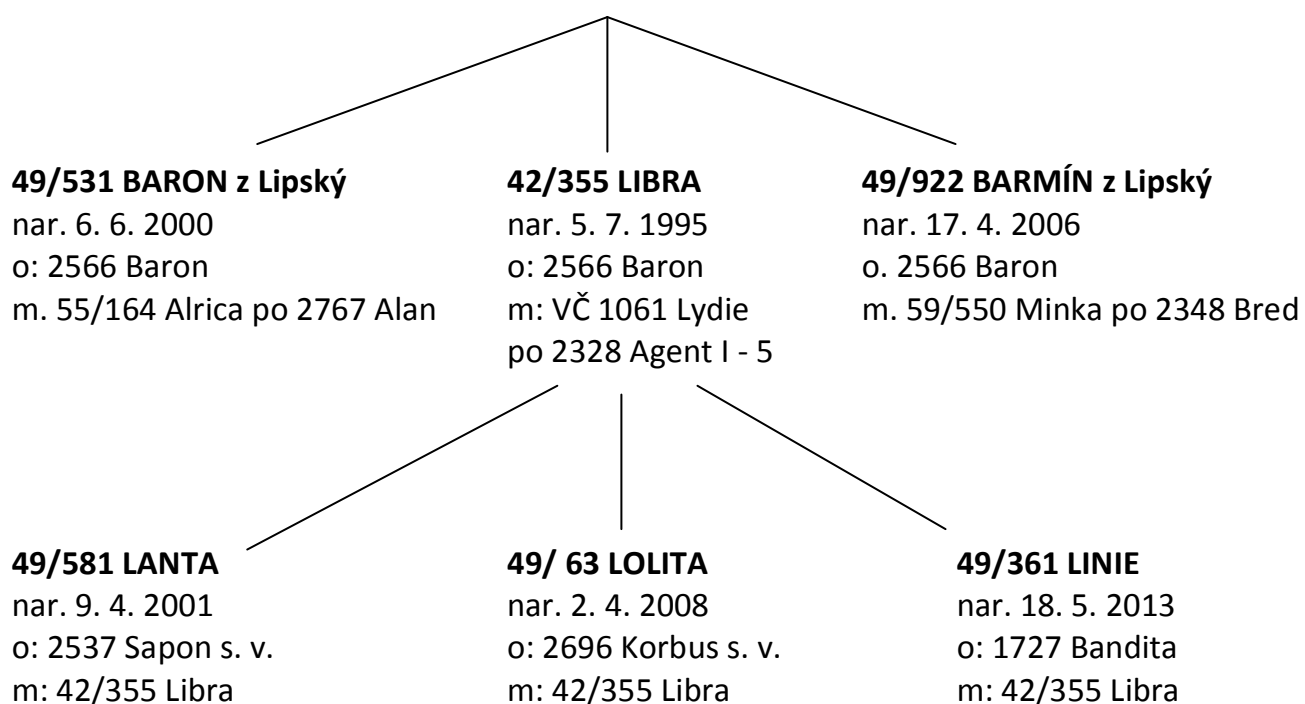 49/531 BARON z Lipský
nar. 6. 6. 2000
o: 2566 Baron
m. 55/164 Alrica po 2767 Alan
42/355 LIBRA
nar. 5. 7. 1995
o: 2566 Baron
m: VČ 1061 Lydie
po 2328 Agent I - 5
49/922 BARMÍN z Lipský
nar. 17. 4. 2006
o. 2566 Baron
m. 59/550 Minka po 2348 Bred
49/581 LANTA
nar. 9. 4. 2001
o: 2537 Sapon s. v.
m: 42/355 Libra
49/ 63 LOLITA
nar. 2. 4. 2008
o: 2696 Korbus s. v.
m: 42/355 Libra
49/361 LINIE
nar. 18. 5. 2013
o: 1727 Bandita
m: 42/355 Libra